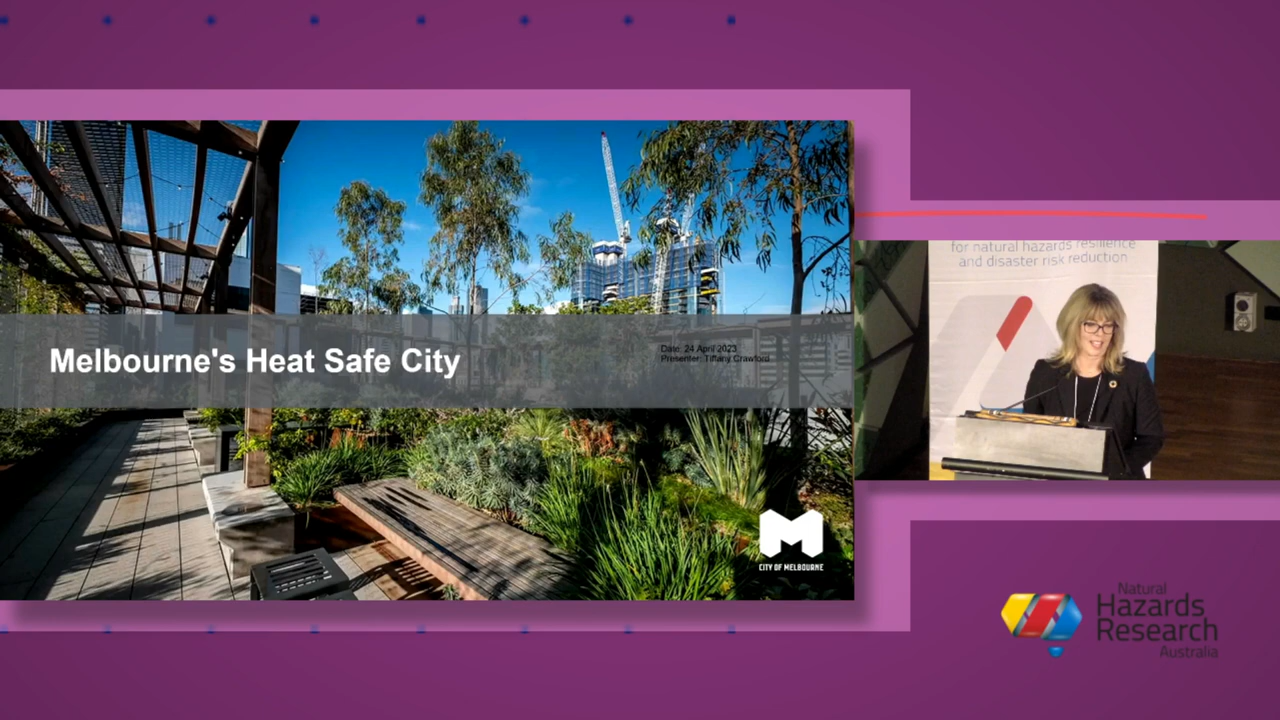 Melbourne's Heat Safe City
Date: 24 April 2023
Presenter: Tiffany Crawford
CITY OF MELBOURNE
for natural hazards resilience
and disaster risk reduction
Natural
Hazards
Research
Australia